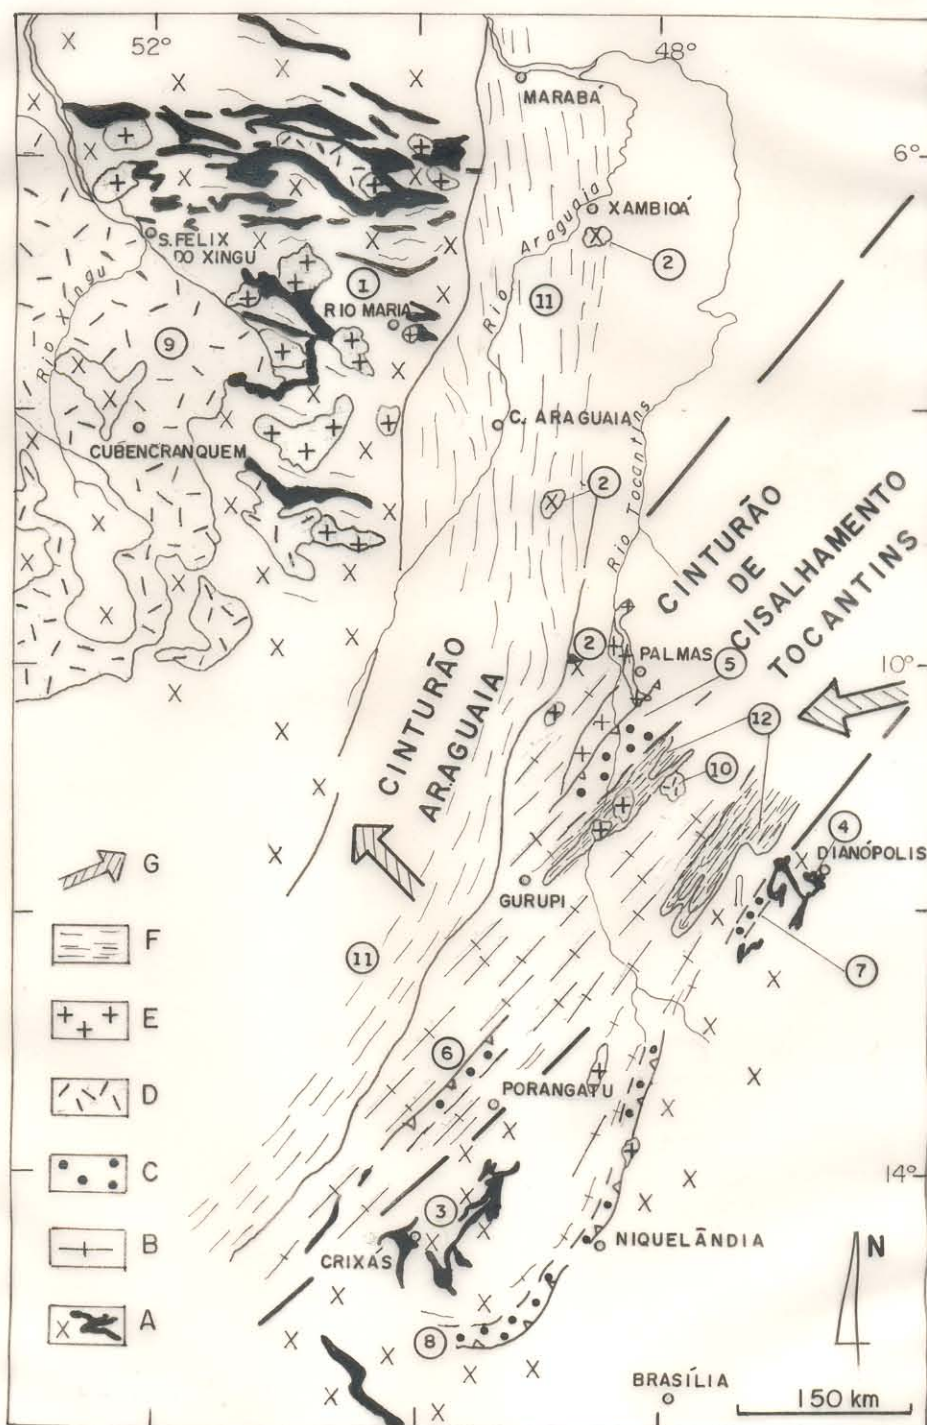 52°
48°
MARABÁ
6°
Araguaia
XAMBIOÁ
S. FÉLIX
DO XINGU
2
Rio Xingu
1
RIO MARIA
11
Rio
9
C. ARAGUAIA
CUBENCRANQUEM
Rio Tocantins
2
CINTURÃO
DE
CISALHAMENTO
TOCANTINS
2
PALMAS
5
10°
CINTURÃO
ARAGUAIA
12
10
4
DIANÓPOLIS
G
GURUPI
F
11
7
E
6
PORANGATU
D
C
14°
3
B
NIQUELÂNDIA
N
CRIXÁS
A
8
BRASÍLIA
150 km